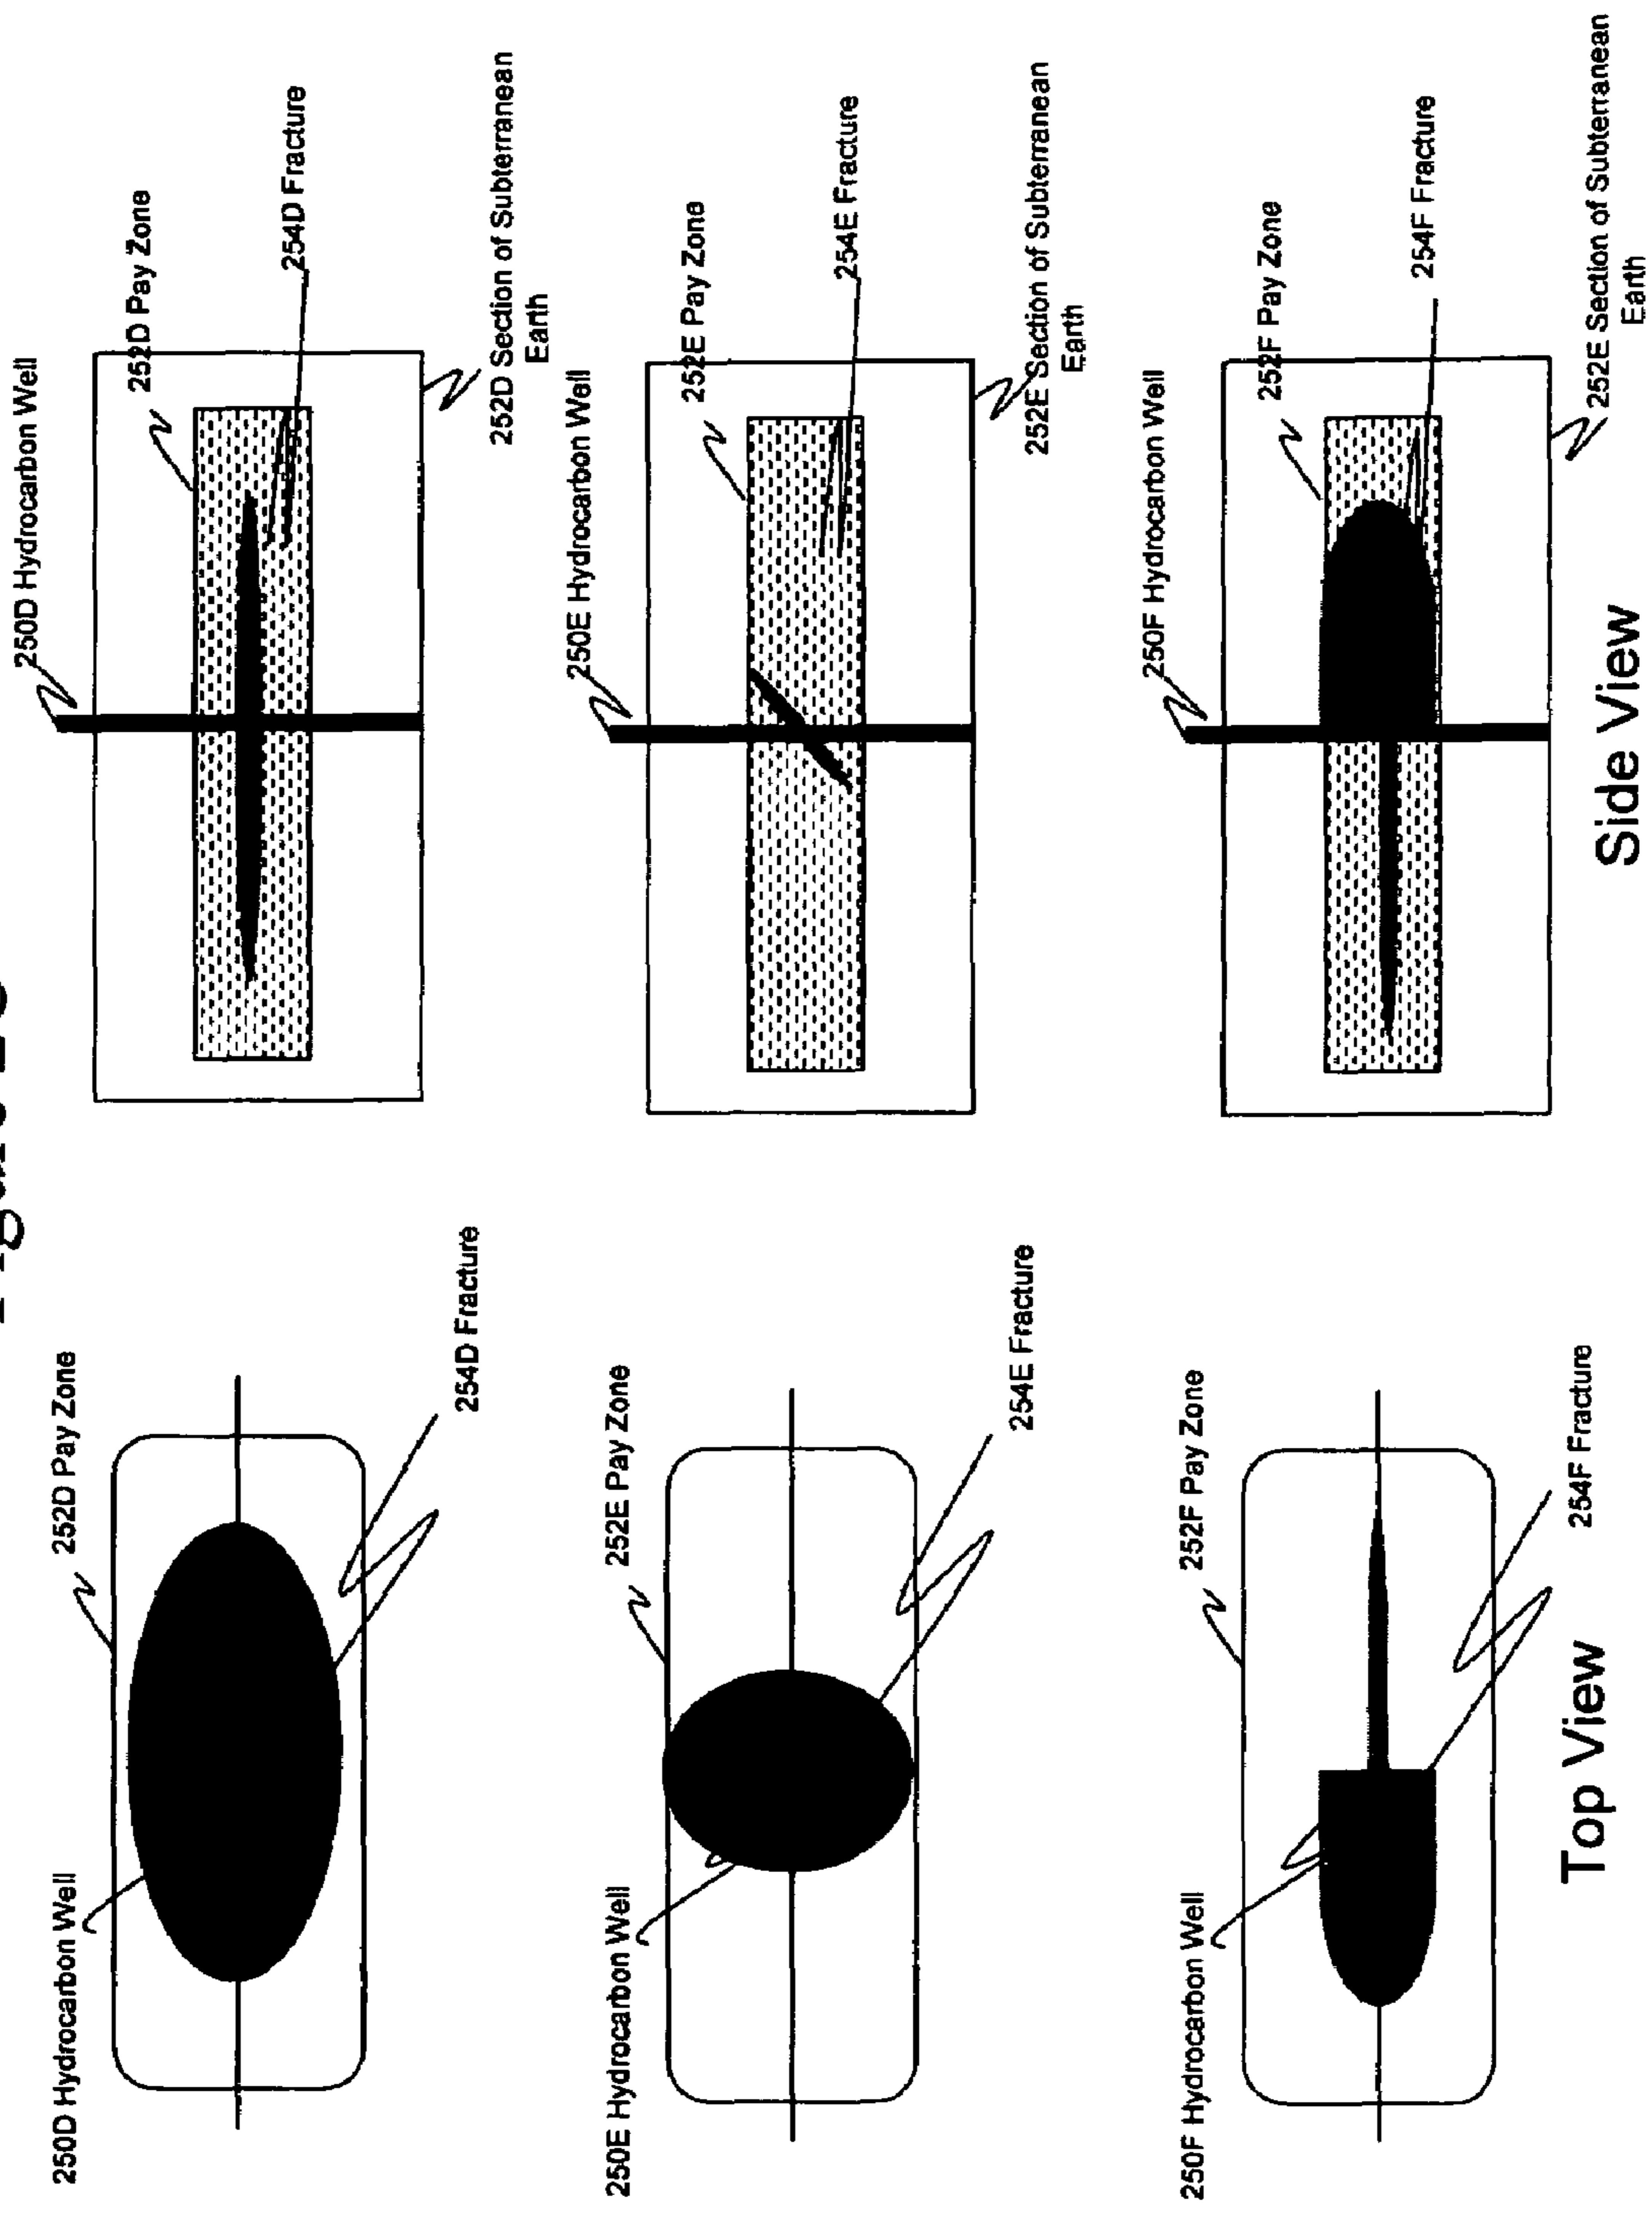 250D Hydrocarbon Well
252D Pay Zone
254D Fracture
250D Hydrocarbon Well
252D Pay Zone
254D Fracture
252D Section of Subterranean
Earth
250E Hydrocarbon Well
252E Pay Zone
254E Fracture
250E Hydrocarbon Well
252E Pay Zone
254E Fracture
252E Section of Subterranean
Earth
250F Hydrocarbon Well
252F Pay Zone
254F Fracture
250F Hydrocarbon Well
252F Pay Zone
254F Fracture
252E Section of Subterranean
Earth
Top View
Side View